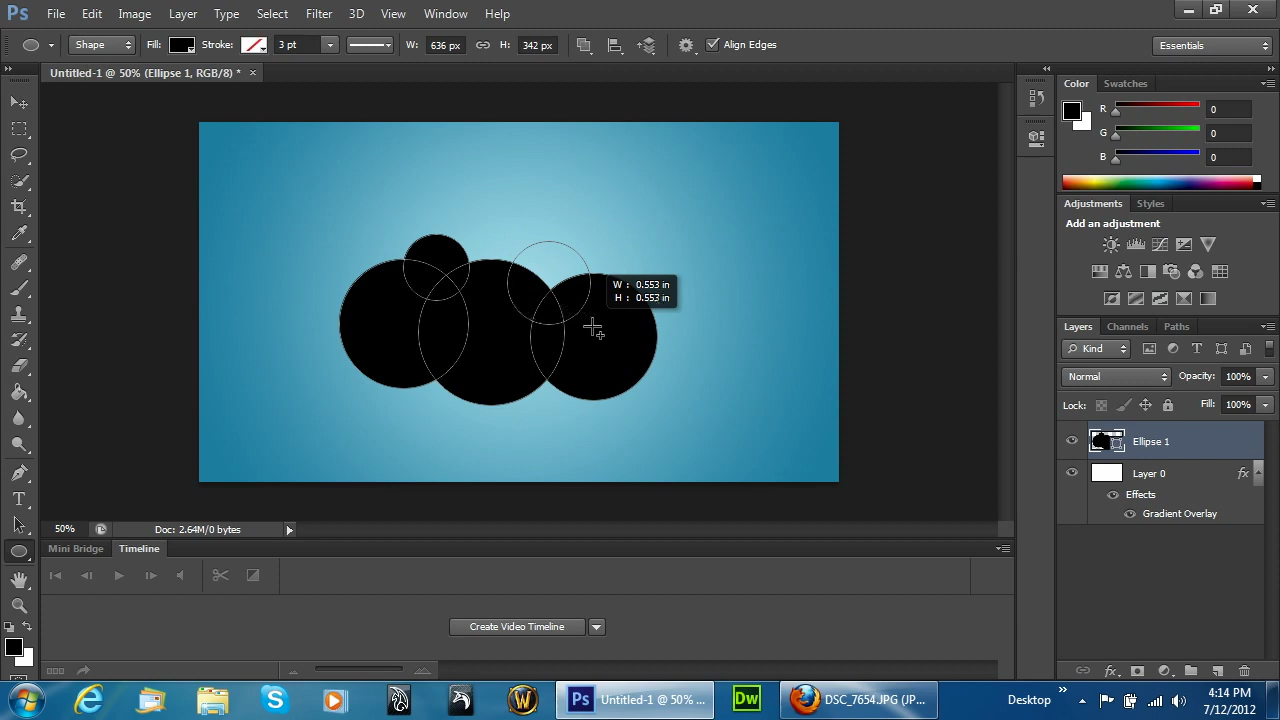 Ps File Edit Image Layer Type Select Filter 3D View Window Help
Shape Fill: Stroke: 3 pt W: 636 px H: 342 px Align Edges Essentials
Untitled-1 @ 50% (Ellipse 1, RGB/8) * ×
Color Swatches
R 0
G 0
B 0
Adjustments Styles
Add an adjustment
W : 0.553 in
H : 0.553 in
Layers Channels Paths
Kind
Normal Opacity: 100%
Lock: Fill: 100%
Ellipse 1
Layer 0 fx
Effects
Gradient Overlay
50% Doc: 2.64M/0 bytes
Mini Bridge Timeline
Create Video Timeline
fx
Ps Untitled-1 @ 50% ... Dw DSC_7654.JPG (JP... Desktop » 4:14 PM
7/12/2012